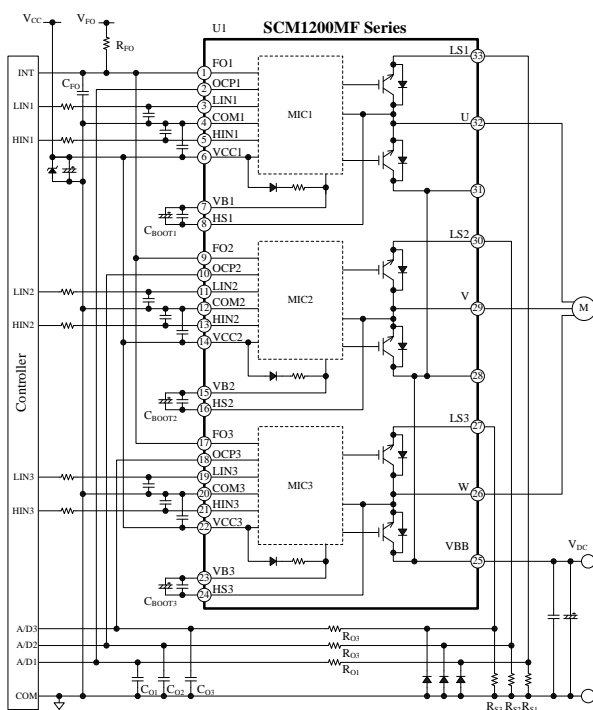 VCC VFO U1 SCM1200MF Series
RFO
INT CFO 1 FO1 LS1 33
2 OCP1
LIN1 3 LIN1
4 COM1 MIC1 U 32
HIN1 5 HIN1
6 VCC1
31
7 VB1
CBOOT1 8 HS1
LS2 30
9 FO2
10 OCP2
LIN2 11 LIN2
12 COM2 MIC2 V 29 M
HIN2 13 HIN2
14 VCC2
Controller
28
15 VB2
CBOOT2 16 HS2
LS3 27
17 FO3
18 OCP3
LIN3 19 LIN3
20 COM3 MIC3 W 26
HIN3 21 HIN3
22 VCC3
VBB 25 VDC
23 VB3
CBOOT3 24 HS3
A/D3 RO3
A/D2 RO3
A/D1 RO1
CO1 CO2 CO3
COM RS3 RS2 RS1